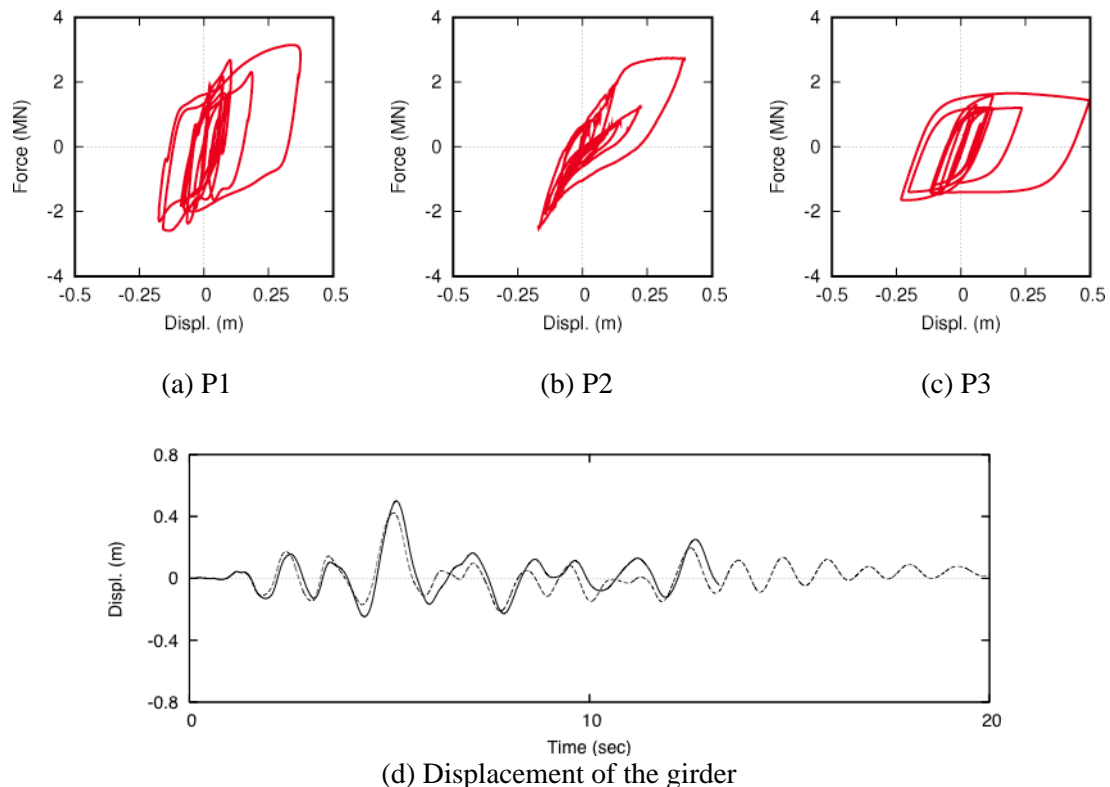 4
2
0
-2
-4
Force (MN)
-0.5 -0.25 0 0.25 0.5
Displ. (m)
4
2
0
-2
-4
Force (MN)
-0.5 -0.25 0 0.25 0.5
Displ. (m)
4
2
0
-2
-4
Force (MN)
-0.5 -0.25 0 0.25 0.5
Displ. (m)
(a) P1
(b) P2
(c) P3
0.8
0.4
0
-0.4
-0.8
Displ. (m)
0 10 20
Time (sec)
(d) Displacement of the girder